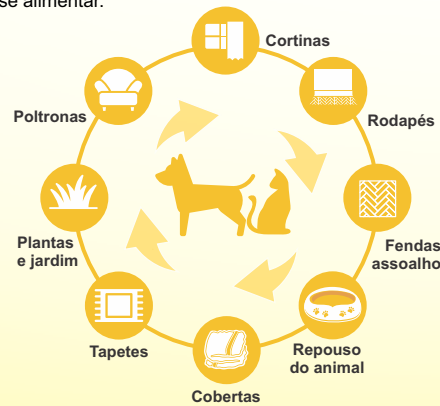 se alimentar.
Cortinas
Rodapés
Fendas
assoalho
Repouso
do animal
Cobertas
Tapetes
Plantas
e jardim
Poltronas